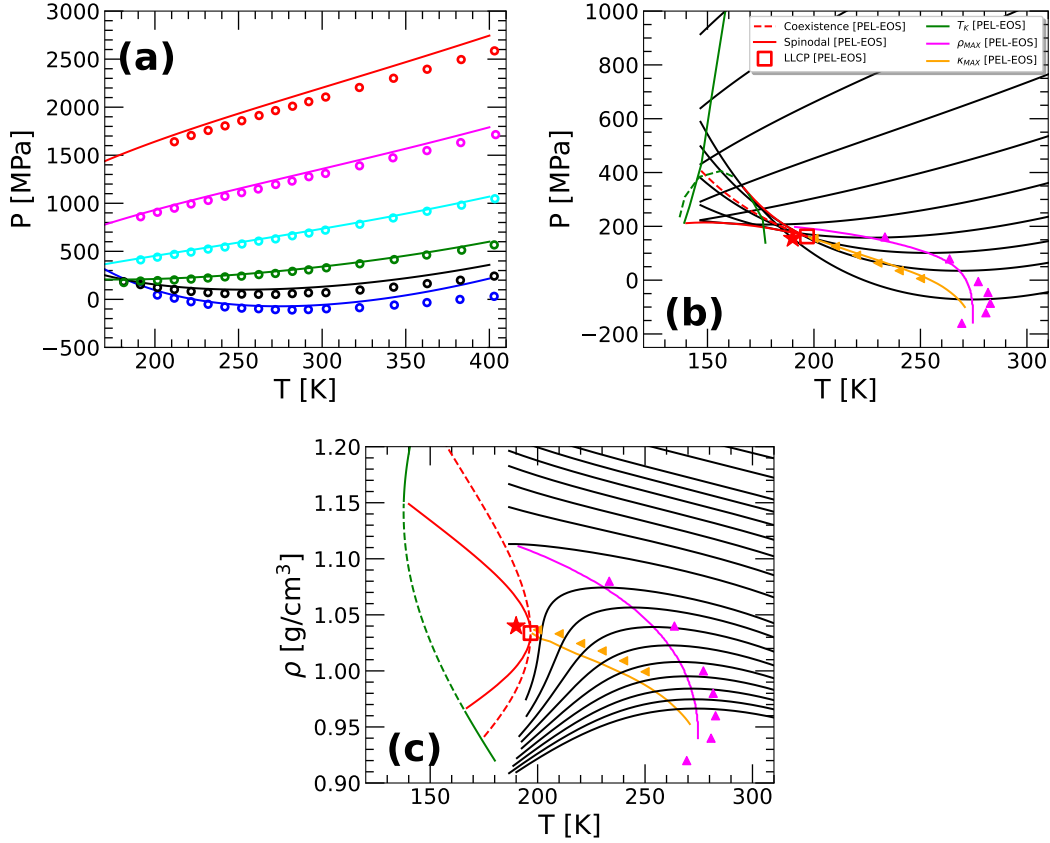 (a)
3000
2500
2000
1500
1000
500
0
−500
P [MPa]
200 250 300 350 400
T [K]
1000
800
600
400
200
0
−200
P [MPa]
Coexistence [PEL-EOS]
Spinodal [PEL-EOS]
LLCP [PEL-EOS]
T_K [PEL-EOS]
ρ_MAX [PEL-EOS]
κ_MAX [PEL-EOS]
(b)
150 200 250 300
T [K]
1.20
1.15
1.10
1.05
1.00
0.95
0.90
ρ [g/cm³]
(c)
150 200 250 300
T [K]